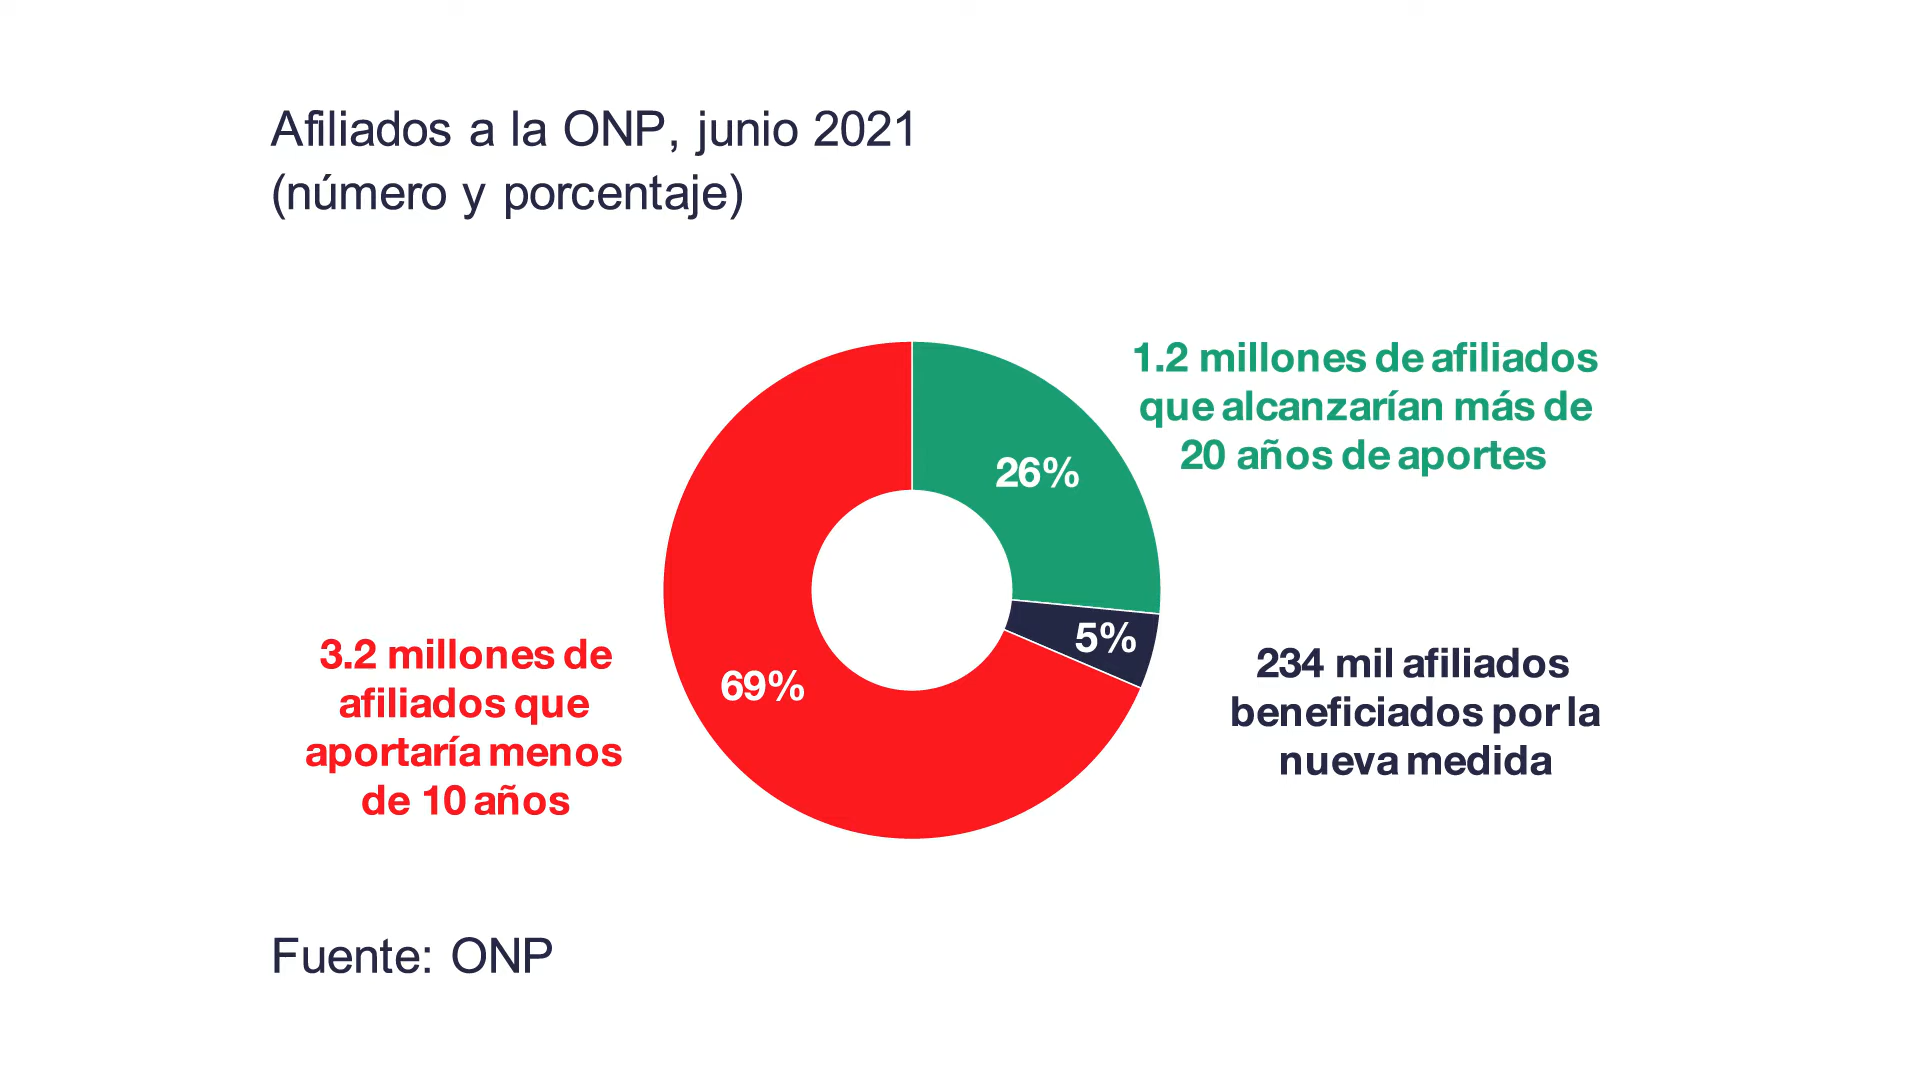 Afiliados a la ONP, junio 2021
(número y porcentaje)
1.2 millones de afiliados
que alcanzarían más de
20 años de aportes
26%
5%
234 mil afiliados
beneficiados por la
nueva medida
69%
3.2 millones de
afiliados que
aportaría menos
de 10 años
Fuente: ONP